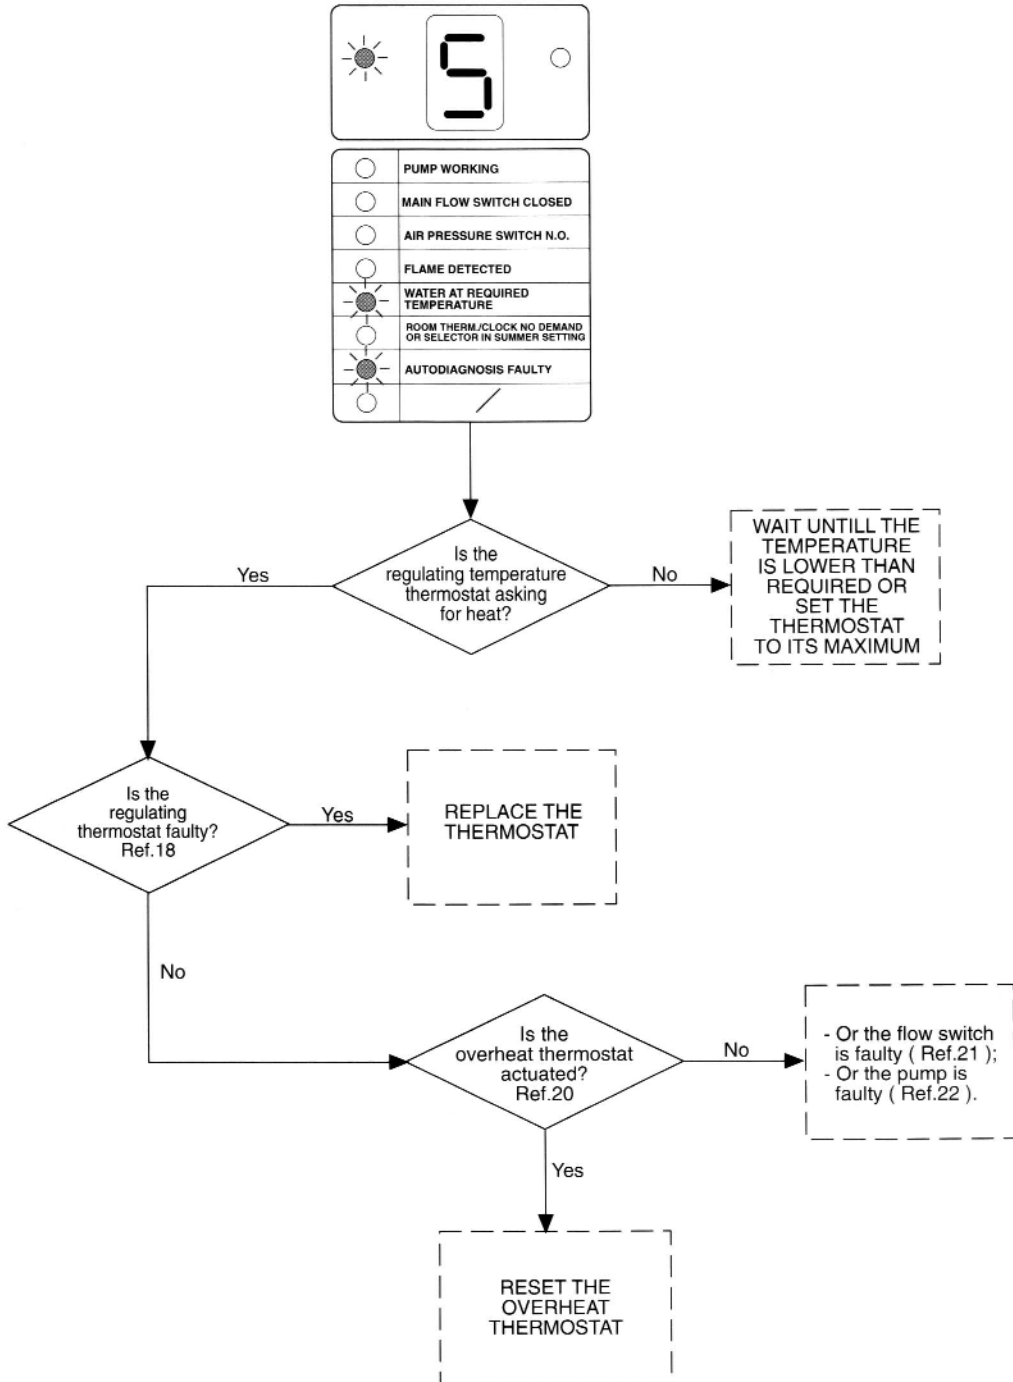 5
PUMP WORKING
MAIN FLOW SWITCH CLOSED
AIR PRESSURE SWITCH N.O.
FLAME DETECTED
WATER AT REQUIRED
TEMPERATURE
ROOM THERM./CLOCK NO DEMAND
OR SELECTOR IN SUMMER SETTING
AUTODIAGNOSIS FAULTY
Is the
regulating temperature
thermostat asking
for heat?
Yes
No
WAIT UNTILL THE
TEMPERATURE
IS LOWER THAN
REQUIRED OR
SET THE
THERMOSTAT
TO ITS MAXIMUM
Is the
regulating
thermostat faulty?
Ref.18
Yes
REPLACE THE
THERMOSTAT
No
Is the
overheat thermostat
actuated?
Ref.20
No
- Or the flow switch
is faulty ( Ref.21 );
- Or the pump is
faulty ( Ref.22 ).
Yes
RESET THE
OVERHEAT
THERMOSTAT